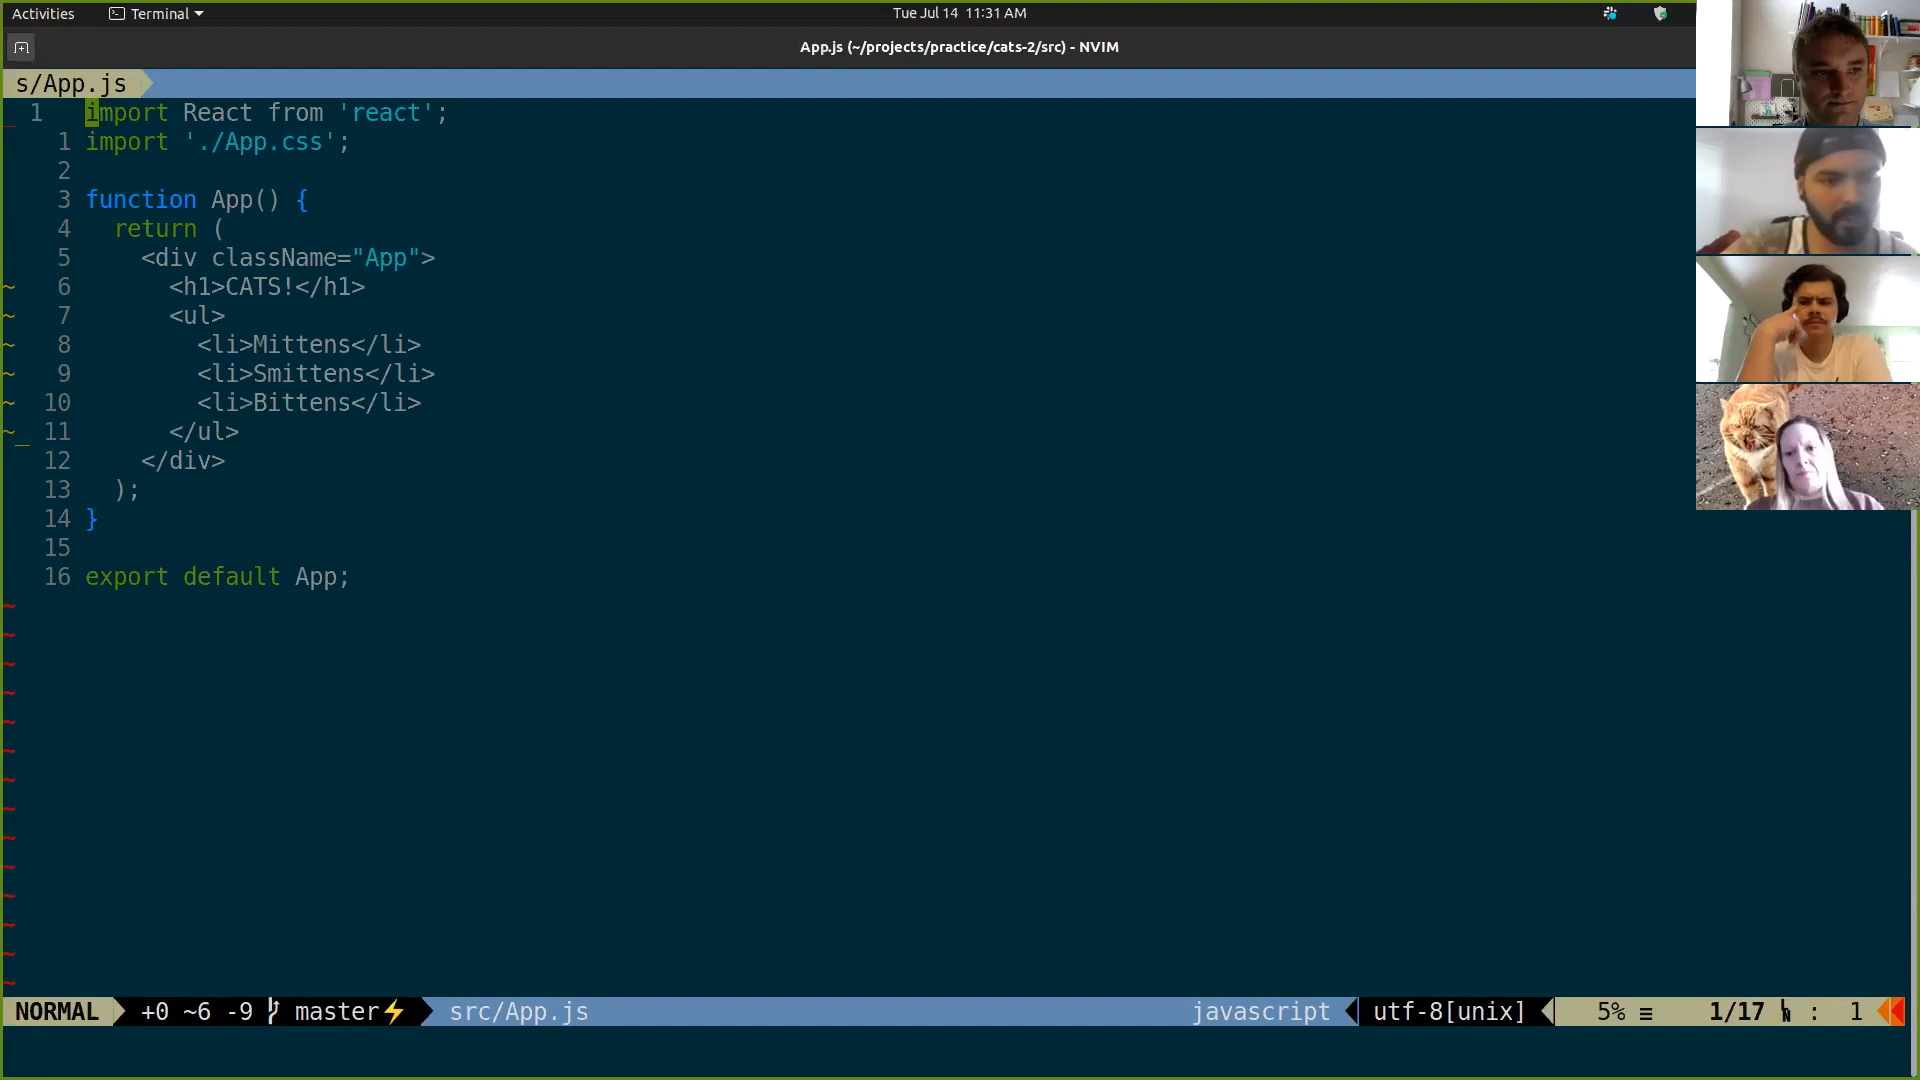 Activities Terminal Tue Jul 14 11:31 AM
App.js (~/projects/practice/cats-2/src) - NVIM
s/App.js
1 import React from 'react';
1 import './App.css';
2
3 function App() {
4 return (
5 <div className="App">
~ 6 <h1>CATS!</h1>
~ 7 <ul>
~ 8 <li>Mittens</li>
~ 9 <li>Smittens</li>
~ 10 <li>Bittens</li>
~_ 11 </ul>
12 </div>
13 );
14 }
15
16 export default App;
~
~
~
~
~
~
~
~
~
~
~
~
~
~
NORMAL +0 ~6 -9 master⚡ src/App.js javascript utf-8[unix] 5% ≡ 1/17 : 1